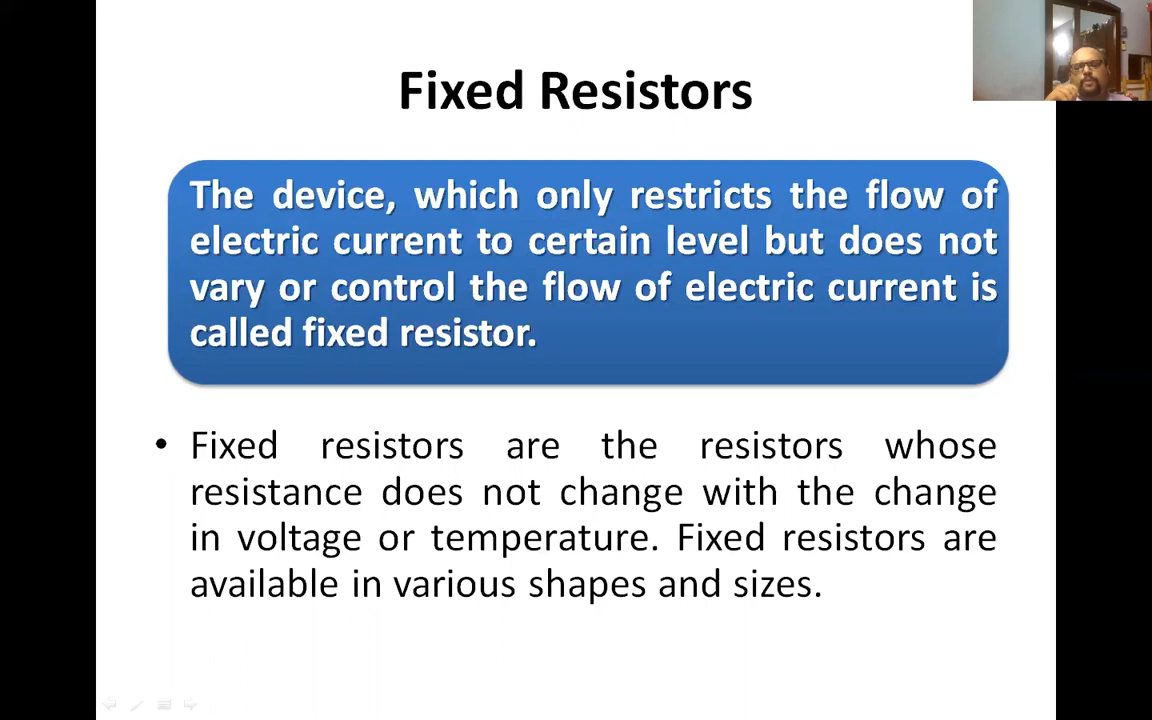 Fixed Resistors
The device, which only restricts the flow of
electric current to certain level but does not
vary or control the flow of electric current is
called fixed resistor.
• Fixed resistors are the resistors whose
resistance does not change with the change
in voltage or temperature. Fixed resistors are
available in various shapes and sizes.